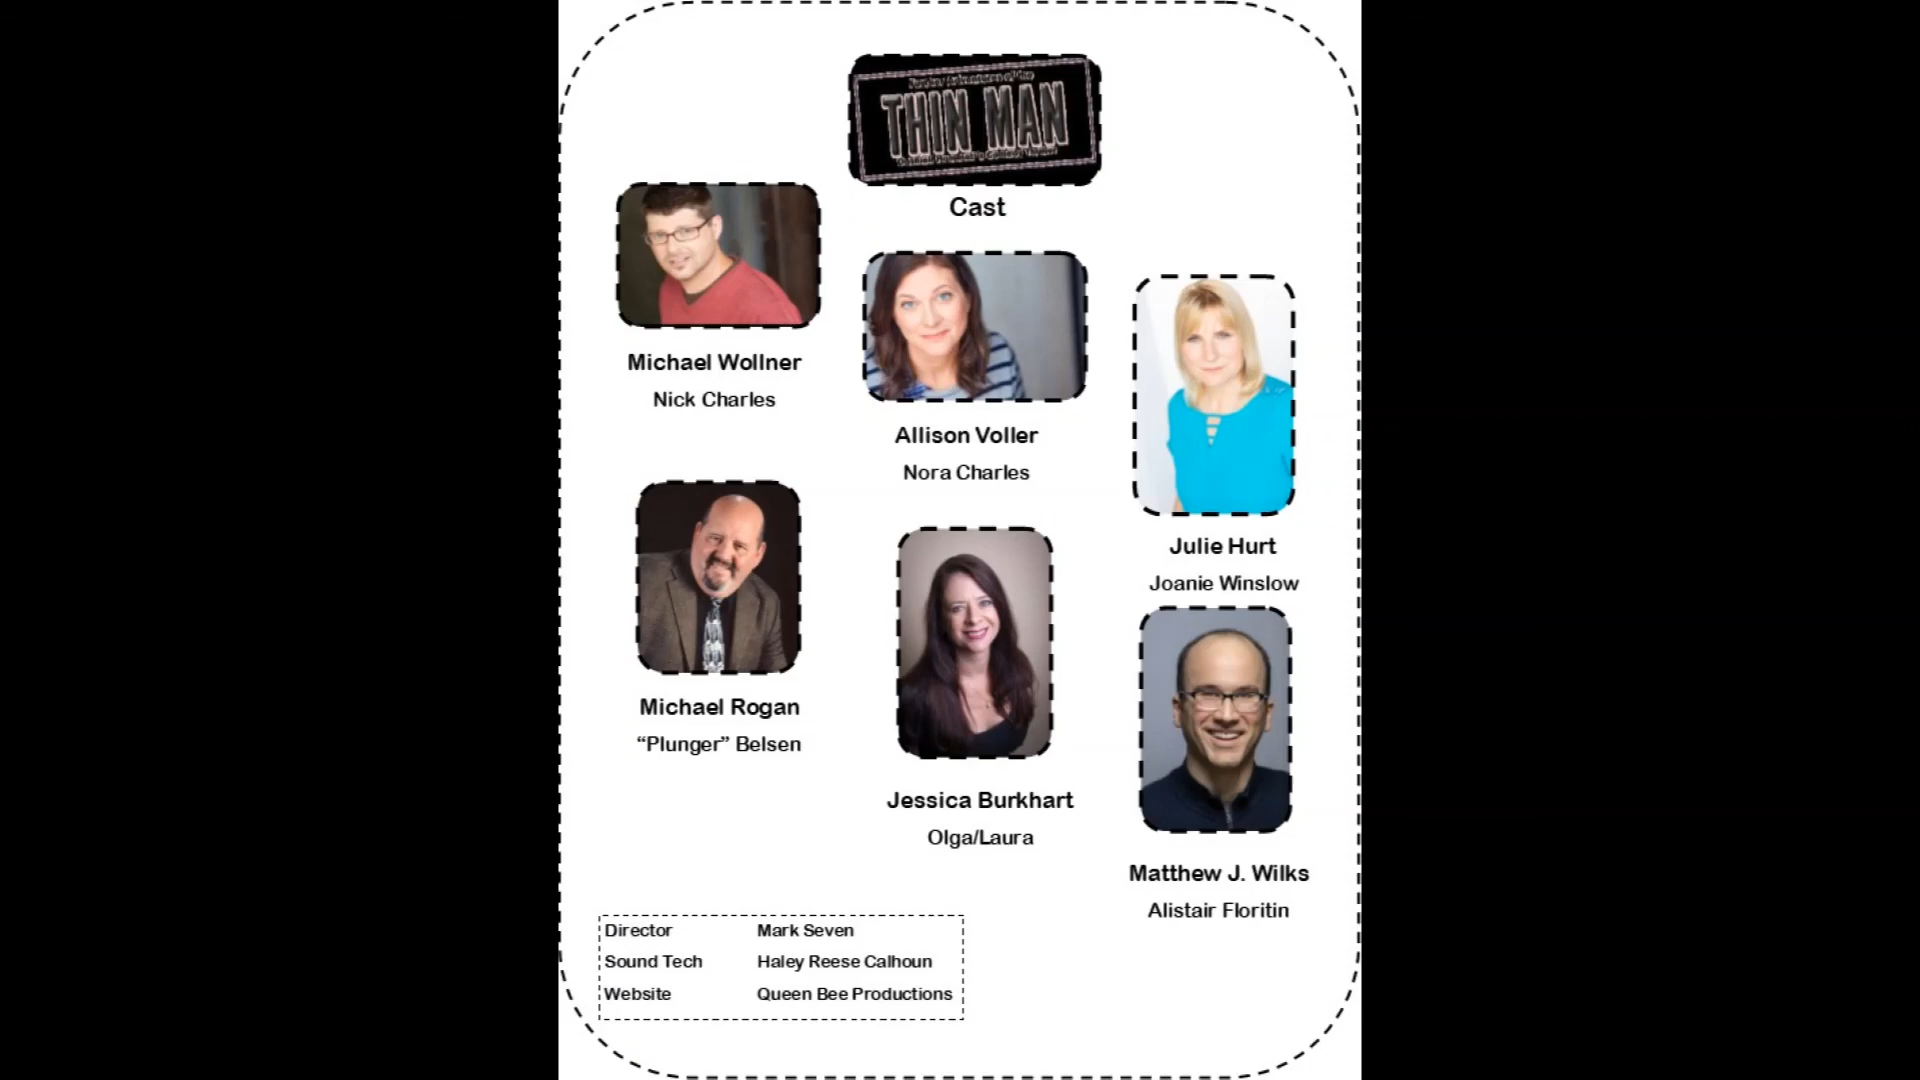 THIN MAN
Cast
Michael Wollner
Nick Charles
Allison Voller
Nora Charles
Julie Hurt
Joanie Winslow
Michael Rogan
“Plunger” Belsen
Jessica Burkhart
Olga/Laura
Matthew J. Wilks
Alistair Floritin
Director Mark Seven
Sound Tech Haley Reese Calhoun
Website Queen Bee Productions